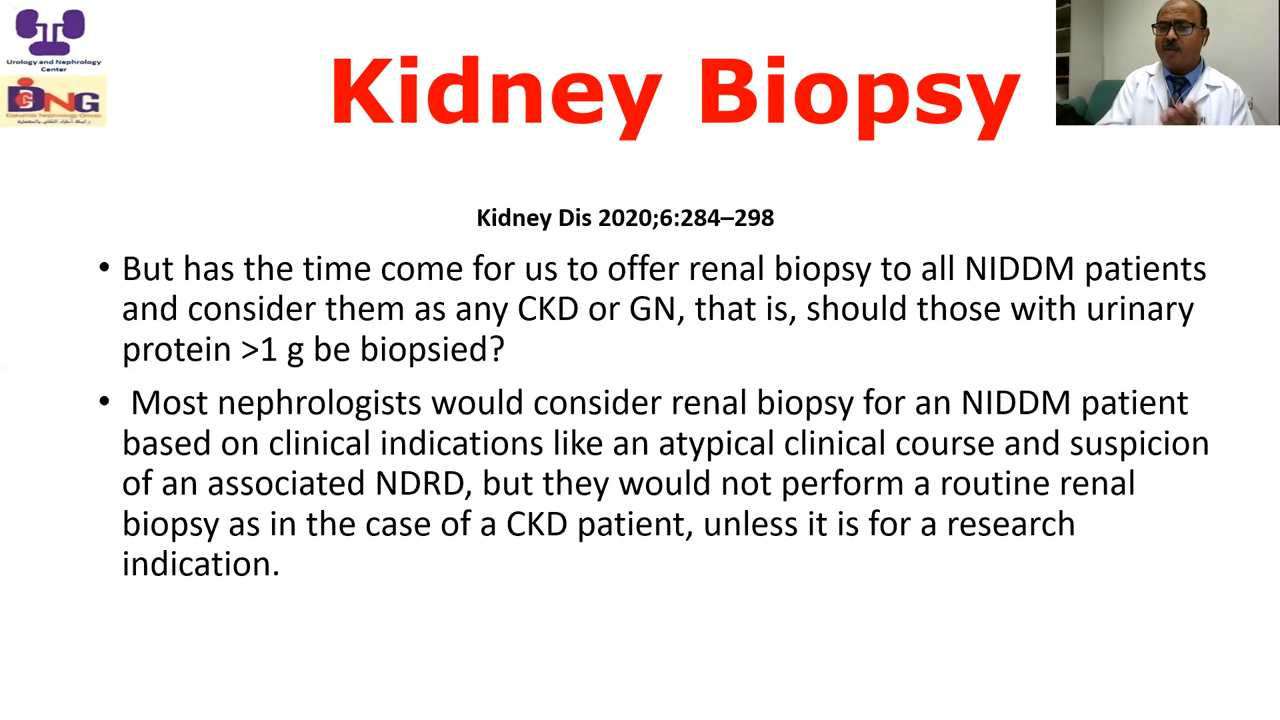 Urology and Nephrology
Center
DNG
Kidney Biopsy
Kidney Dis 2020;6:284–298
• But has the time come for us to offer renal biopsy to all NIDDM patients
and consider them as any CKD or GN, that is, should those with urinary
protein >1 g be biopsied?
• Most nephrologists would consider renal biopsy for an NIDDM patient
based on clinical indications like an atypical clinical course and suspicion
of an associated NDRD, but they would not perform a routine renal
biopsy as in the case of a CKD patient, unless it is for a research
indication.